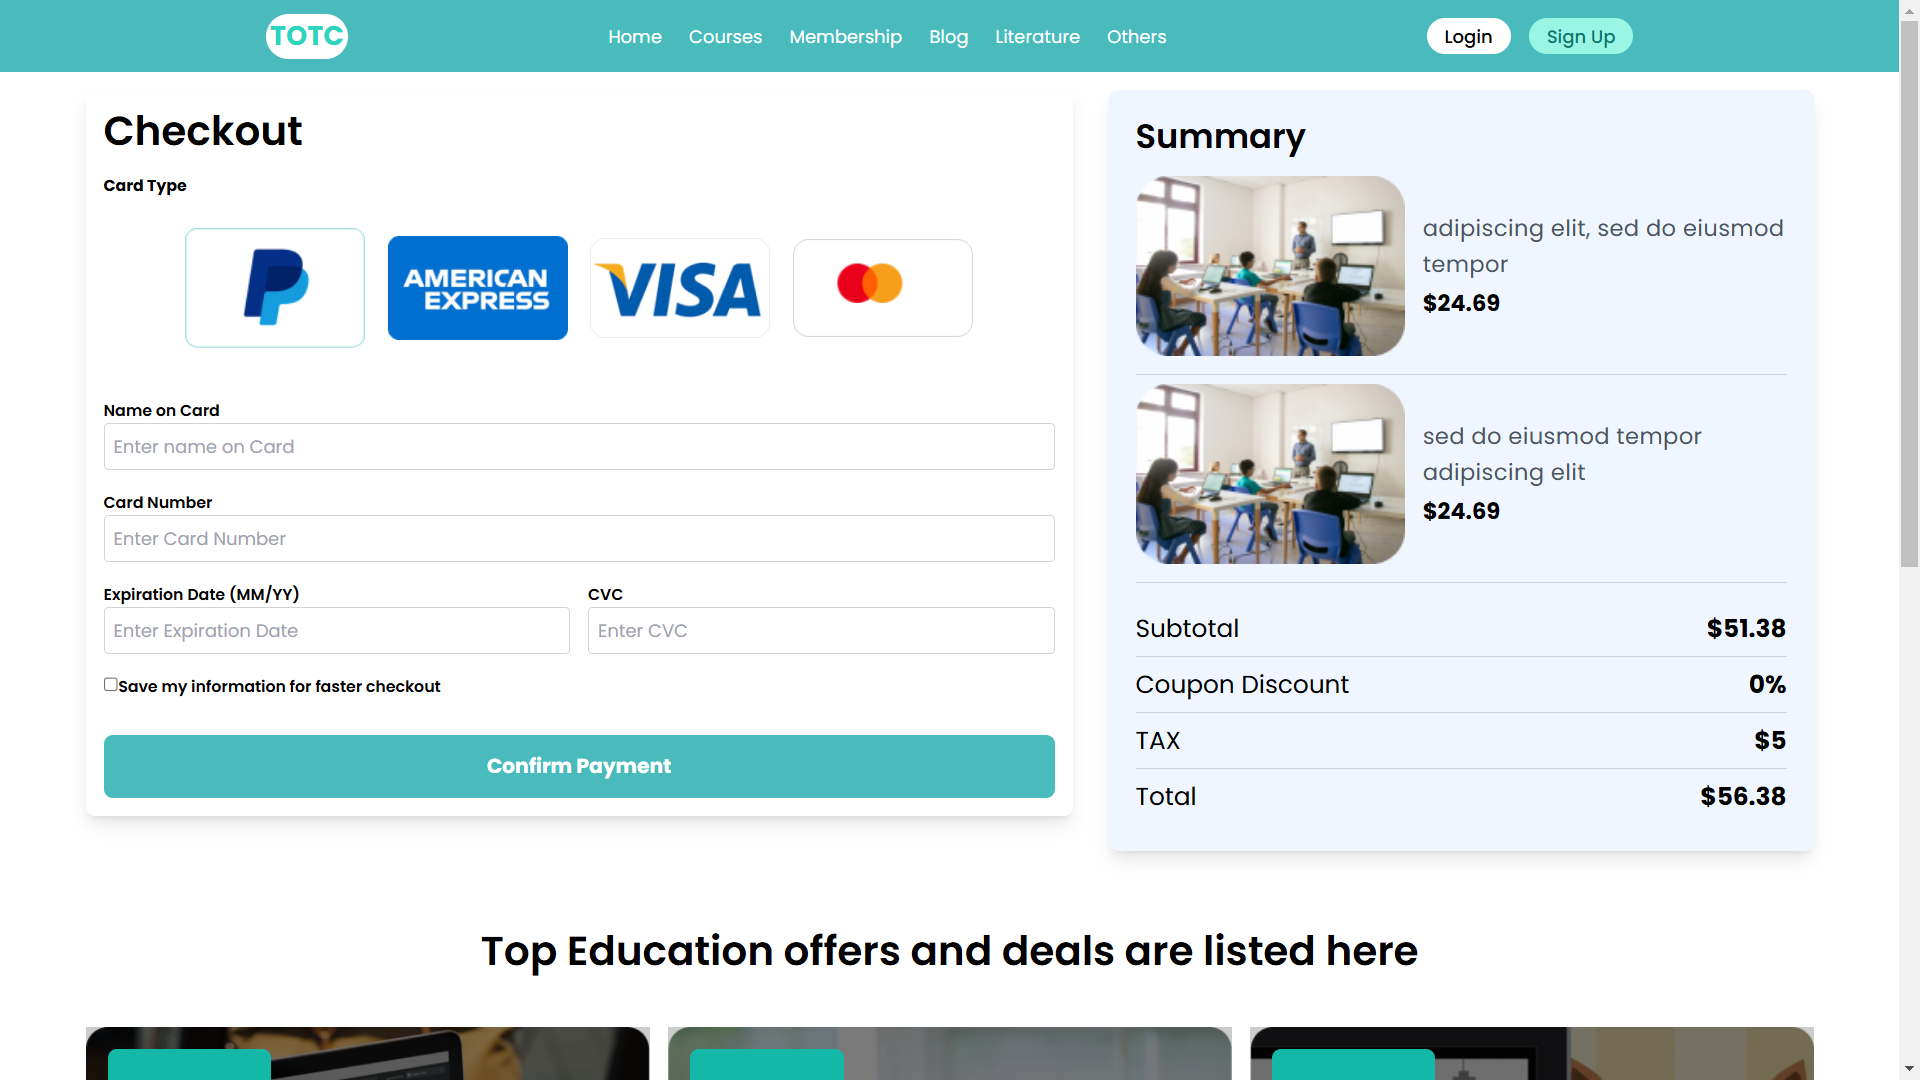 TOTC
Home Courses Membership Blog Literature Others
Login Sign Up
Checkout
Card Type
AMERICAN
EXPRESS
VISA
Name on Card
Enter name on Card
Card Number
Enter Card Number
Expiration Date (MM/YY) CVC
Enter Expiration Date Enter CVC
Save my information for faster checkout
Confirm Payment
Summary
adipiscing elit, sed do eiusmod
tempor
$24.69
sed do eiusmod tempor
adipiscing elit
$24.69
Subtotal $51.38
Coupon Discount 0%
TAX $5
Total $56.38
Top Education offers and deals are listed here